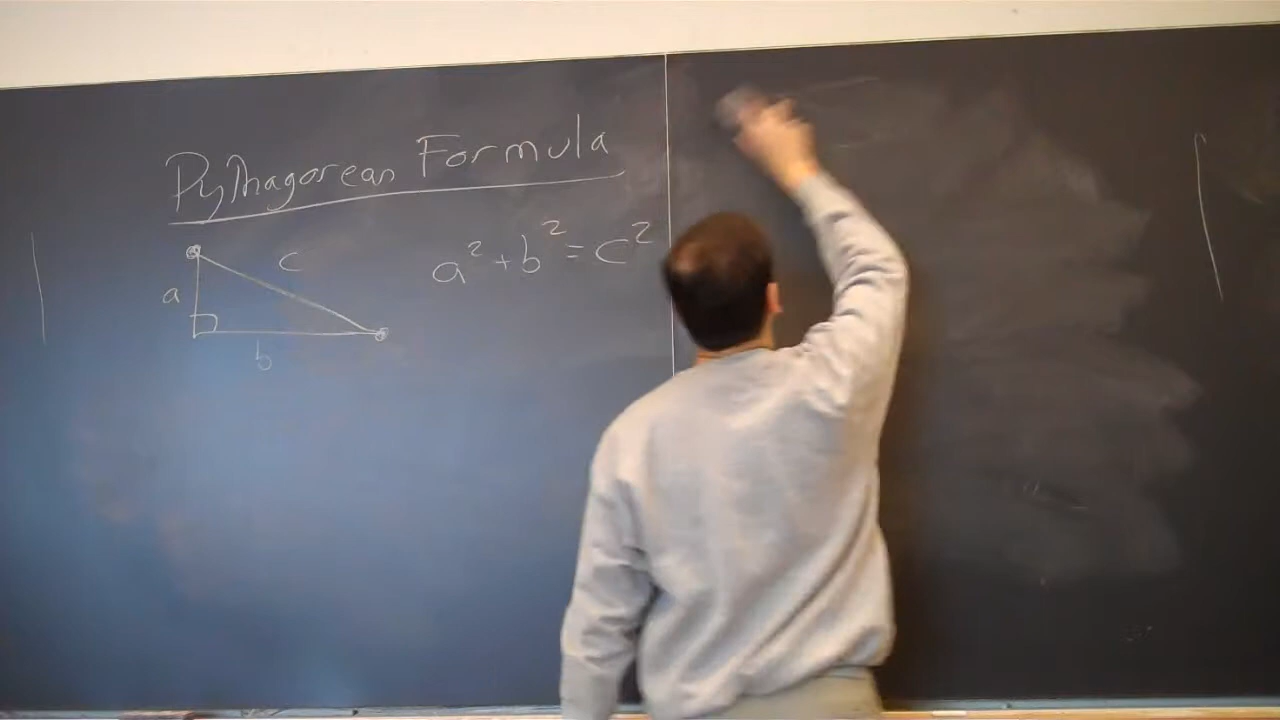 Pythagorean Formula
c
a² + b² = c²
a
b